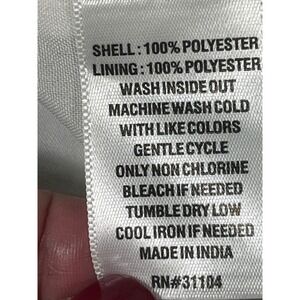 SHELL : 100% POLYESTER
LINING : 100% POLYESTER
WASH INSIDE OUT
MACHINE WASH COLD
WITH LIKE COLORS
GENTLE CYCLE
ONLY NON CHLORINE
BLEACH IF NEEDED
TUMBLE DRY LOW
COOL IRON IF NEEDED
MADE IN INDIA
RN#31104